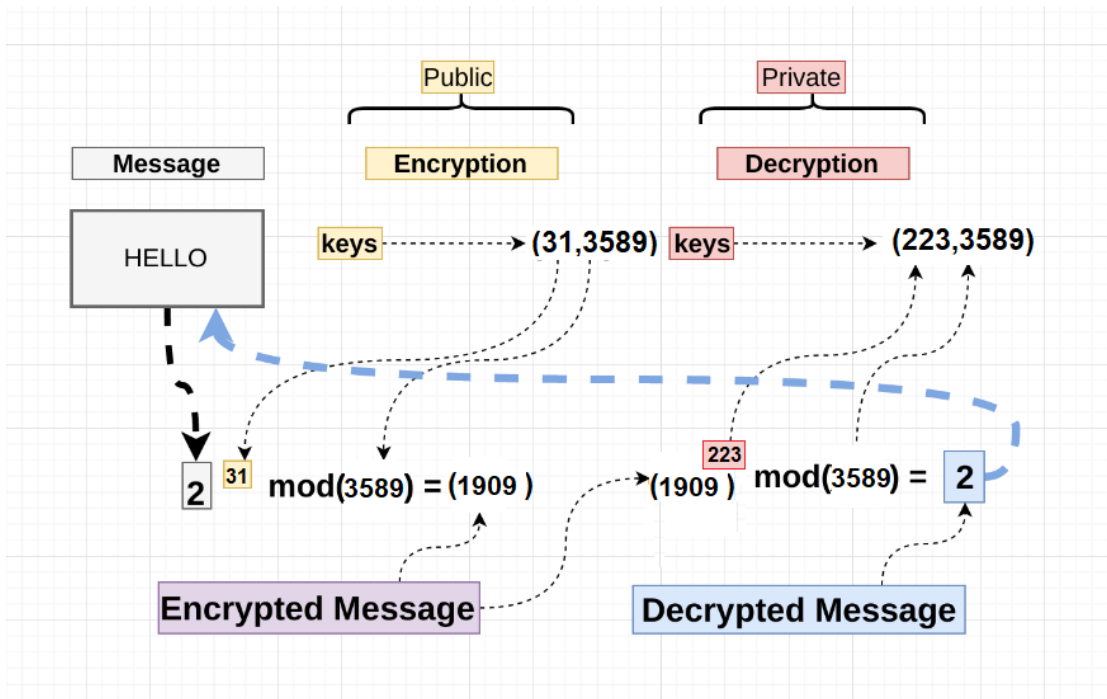 Public
Private
Message
Encryption
Decryption
HELLO
keys
(31,3589)
keys
(223,3589)
2
31
mod(3589) = (1909 )
(1909 )
223
mod(3589) =
2
Encrypted Message
Decrypted Message